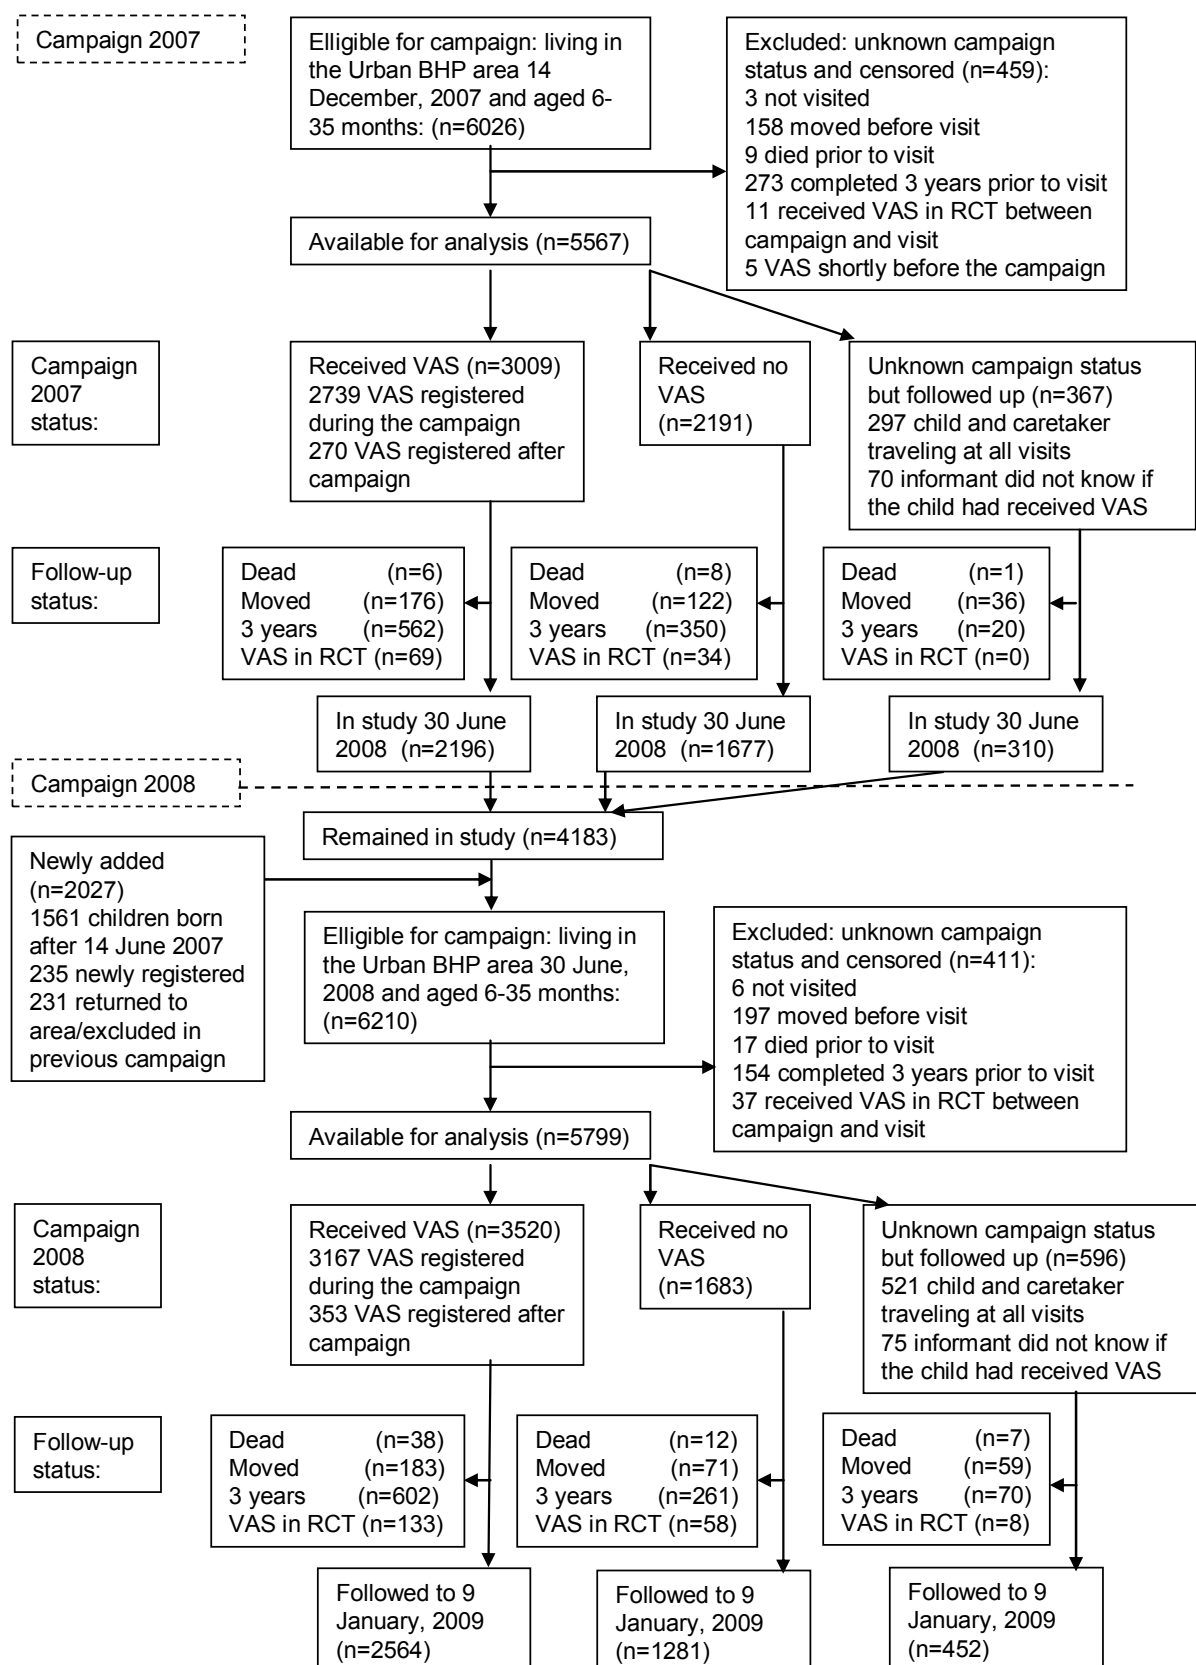 Campaign 2007
Elligible for campaign: living in
the Urban BHP area 14
December, 2007 and aged 6-
35 months: (n=6026)
Excluded: unknown campaign
status and censored (n=459):
3 not visited
158 moved before visit
9 died prior to visit
273 completed 3 years prior to visit
11 received VAS in RCT between
campaign and visit
5 VAS shortly before the campaign
Available for analysis (n=5567)
Campaign
2007
status:
Received VAS (n=3009)
2739 VAS registered
during the campaign
270 VAS registered after
campaign
Received no
VAS
(n=2191)
Unknown campaign status
but followed up (n=367)
297 child and caretaker
traveling at all visits
70 informant did not know if
the child had received VAS
Follow-up
status:
Dead (n=6)
Moved (n=176)
3 years (n=562)
VAS in RCT (n=69)
Dead (n=8)
Moved (n=122)
3 years (n=350)
VAS in RCT (n=34)
Dead (n=1)
Moved (n=36)
3 years (n=20)
VAS in RCT (n=0)
In study 30 June
2008 (n=2196)
In study 30 June
2008 (n=1677)
In study 30 June
2008 (n=310)
Campaign 2008
Remained in study (n=4183)
Newly added
(n=2027)
1561 children born
after 14 June 2007
235 newly registered
231 returned to
area/excluded in
previous campaign
Elligible for campaign: living in
the Urban BHP area 30 June,
2008 and aged 6-35 months:
(n=6210)
Excluded: unknown campaign
status and censored (n=411):
6 not visited
197 moved before visit
17 died prior to visit
154 completed 3 years prior to visit
37 received VAS in RCT between
campaign and visit
Available for analysis (n=5799)
Campaign
2008
status:
Received VAS (n=3520)
3167 VAS registered
during the campaign
353 VAS registered after
campaign
Received no
VAS
(n=1683)
Unknown campaign status
but followed up (n=596)
521 child and caretaker
traveling at all visits
75 informant did not know if
the child had received VAS
Follow-up
status:
Dead (n=38)
Moved (n=183)
3 years (n=602)
VAS in RCT (n=133)
Dead (n=12)
Moved (n=71)
3 years (n=261)
VAS in RCT (n=58)
Dead (n=7)
Moved (n=59)
3 years (n=70)
VAS in RCT (n=8)
Followed to 9
January, 2009
(n=2564)
Followed to 9
January, 2009
(n=1281)
Followed to 9
January, 2009
(n=452)